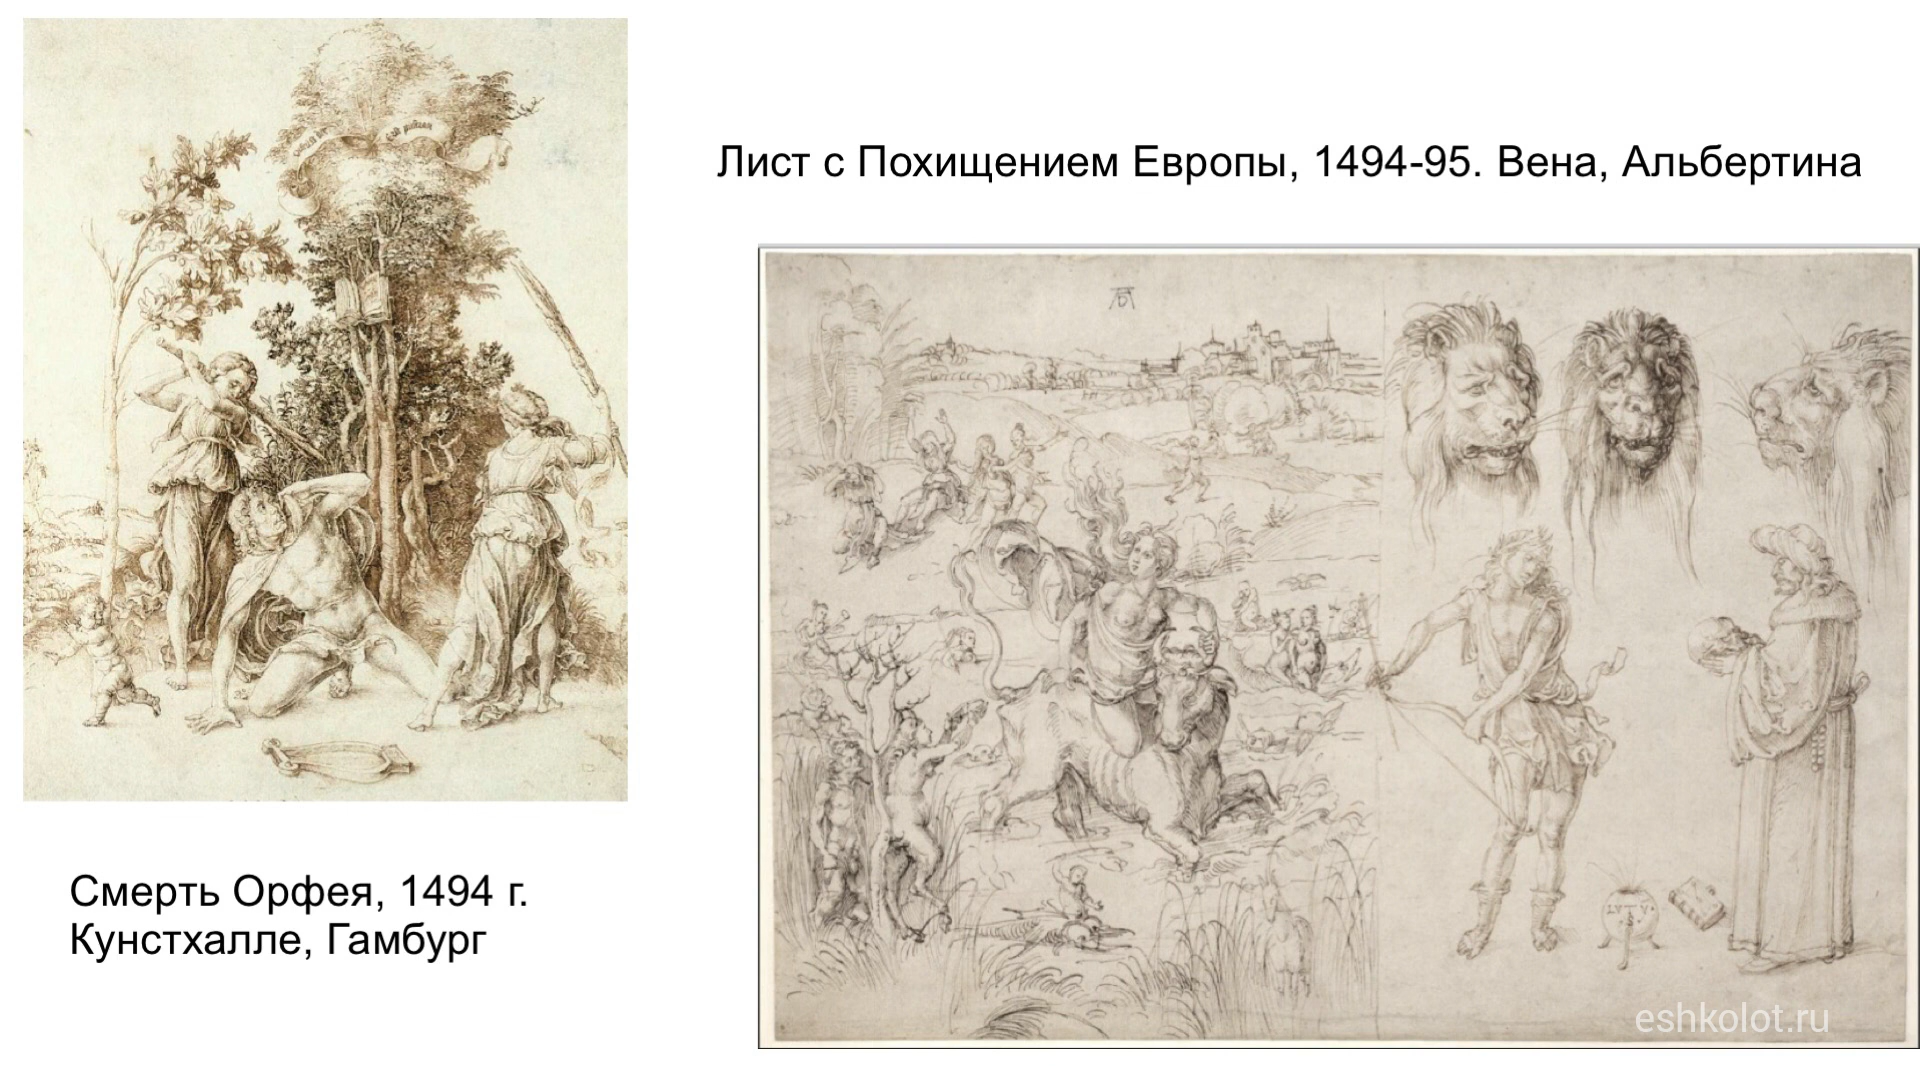 Лист с Похищением Европы, 1494-95. Вена, Альбертина
Смерть Орфея, 1494 г.
Кунстхалле, Гамбург
eshkolot.ru